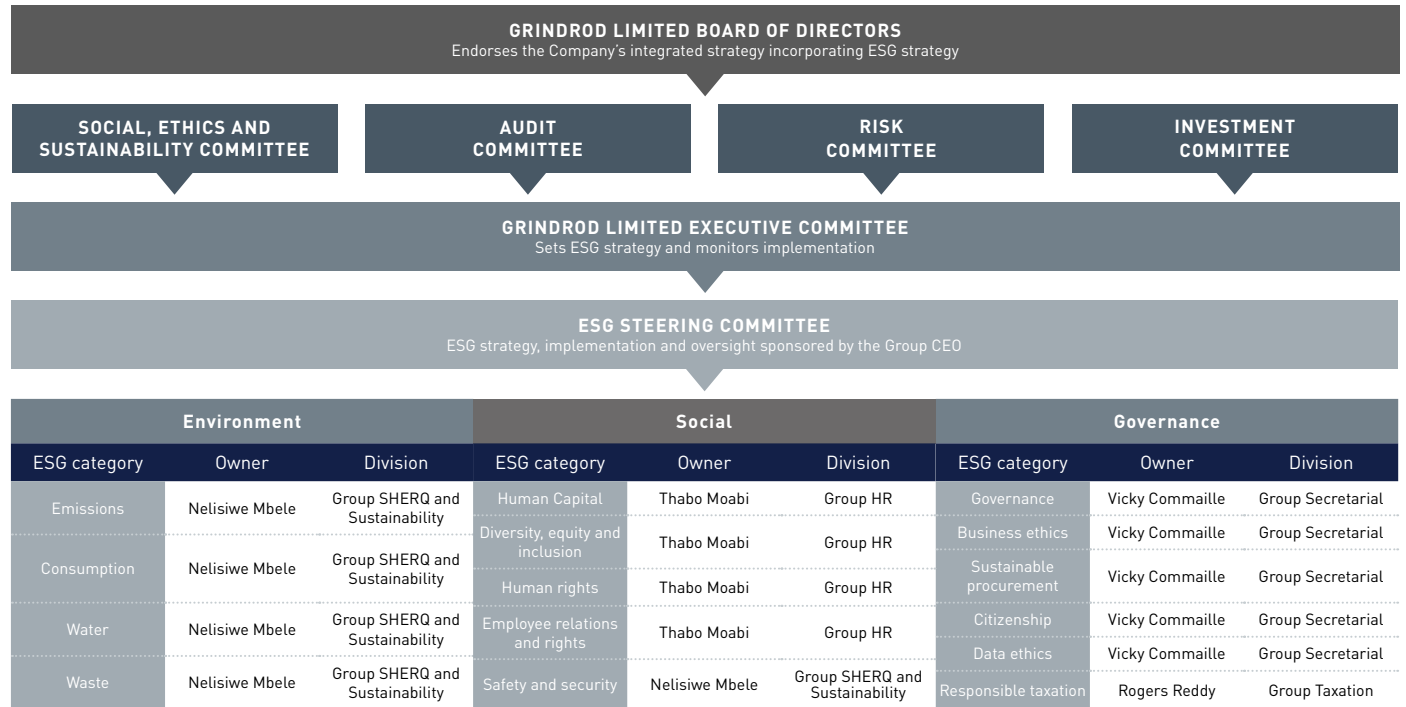 GRINDROD LIMITED BOARD OF DIRECTORS
Endorses the Company's integrated strategy incorporating ESG strategy
SOCIAL, ETHICS AND
SUSTAINABILITY COMMITTEE
AUDIT
COMMITTEE
RISK
COMMITTEE
INVESTMENT
COMMITTEE
GRINDROD LIMITED EXECUTIVE COMMITTEE
Sets ESG strategy and monitors implementation
ESG STEERING COMMITTEE
ESG strategy, implementation and oversight sponsored by the Group CEO
Environment
ESG category Owner Division
Emissions Nelisiwe Mbele Group SHERQ and
Sustainability
Consumption Nelisiwe Mbele Group SHERQ and
Sustainability
Water Nelisiwe Mbele Group SHERQ and
Sustainability
Waste Nelisiwe Mbele Group SHERQ and
Sustainability
Social
ESG category Owner Division
Human Capital Thabo Moabi Group HR
Diversity, equity and
inclusion Thabo Moabi Group HR
Human rights Thabo Moabi Group HR
Employee relations
and rights Thabo Moabi Group HR
Safety and security Nelisiwe Mbele Group SHERQ and
Sustainability
Governance
ESG category Owner Division
Governance Vicky Commaille Group Secretarial
Business ethics Vicky Commaille Group Secretarial
Sustainable
procurement Vicky Commaille Group Secretarial
Citizenship Vicky Commaille Group Secretarial
Data ethics Vicky Commaille Group Secretarial
Responsible taxation Rogers Reddy Group Taxation